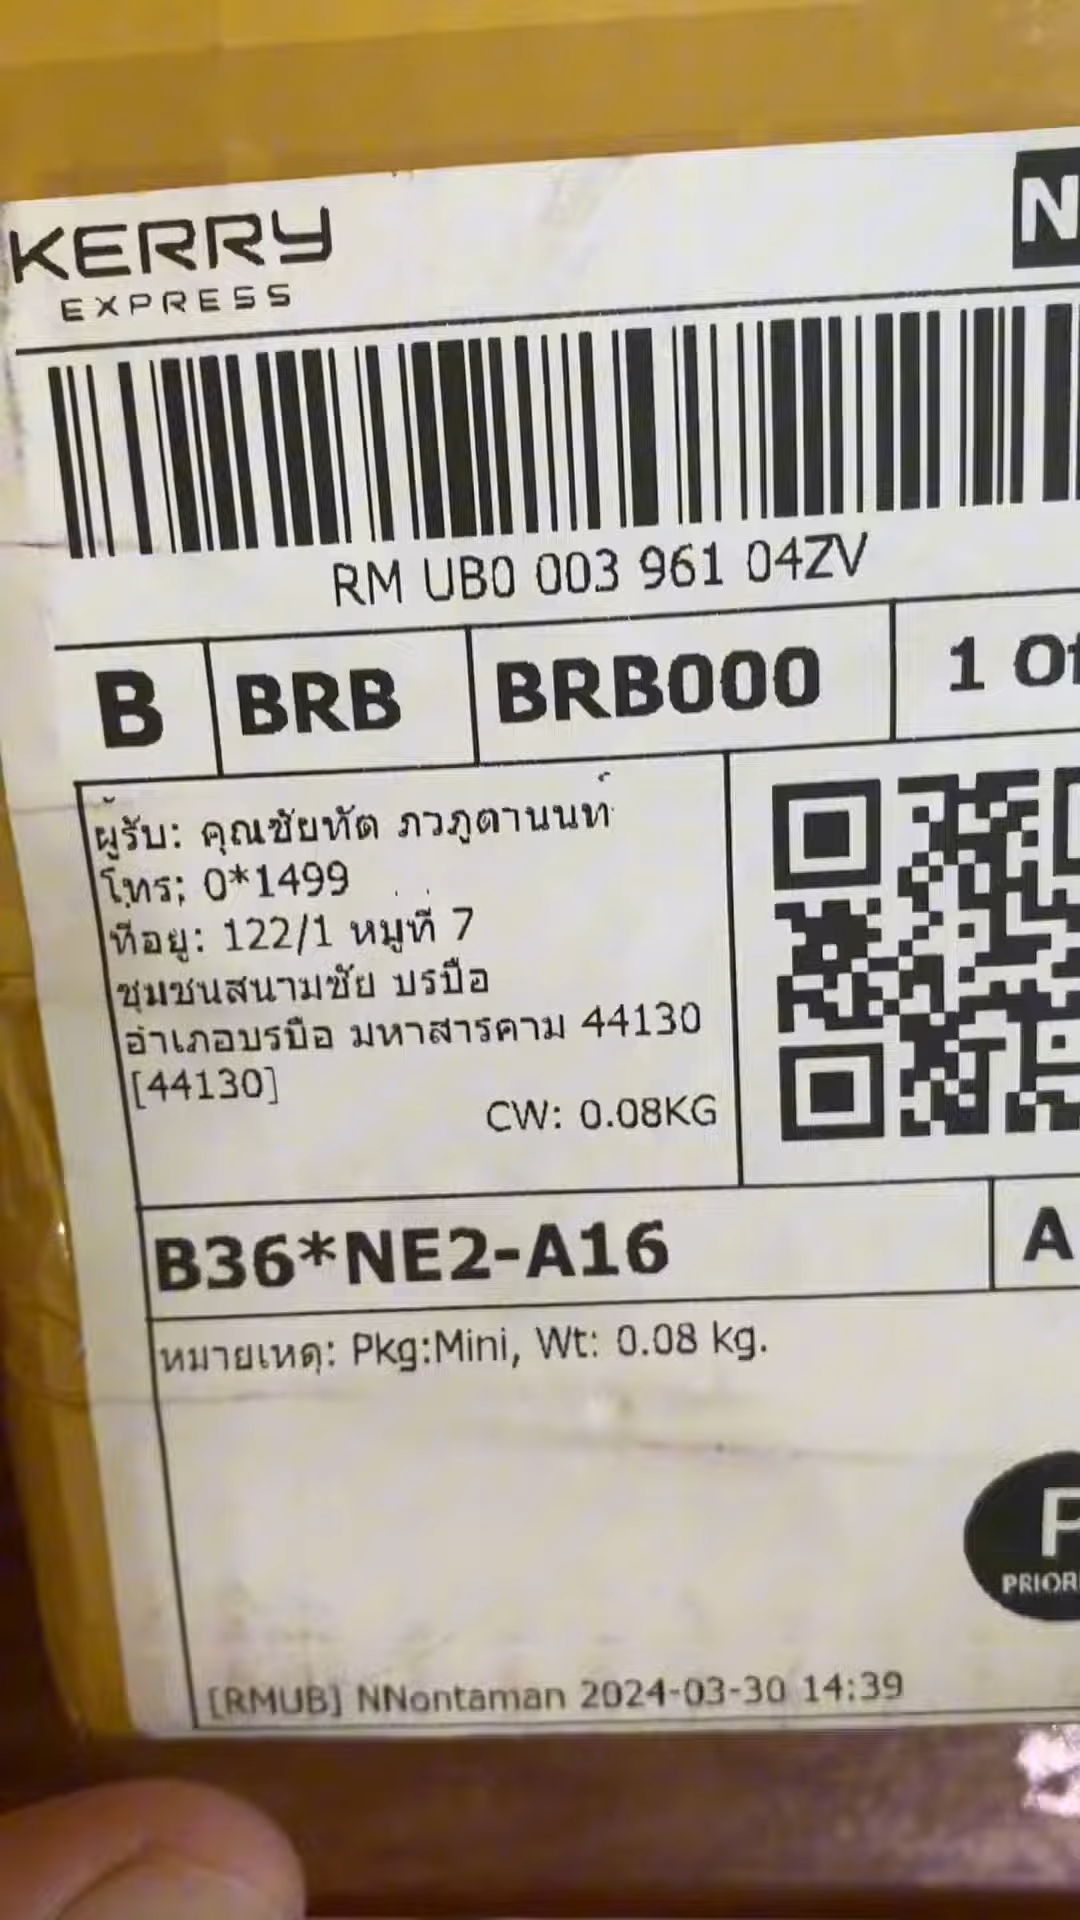 KERRY
EXPRESS
N
RM UB0 003 961 04ZV
B BRB BRB000 1 Of
ผู้รับ: คุณชัยทัต ภวภูตานนท์
โทร: 0*1499
ที่อยู่: 122/1 หมู่ที่ 7
ชุมชนสนามชัย บรบือ
อำเภอบรบือ มหาสารคาม 44130
[44130]
CW: 0.08KG
B36*NE2-A16 A
หมายเหตุ: Pkg:Mini, Wt: 0.08 kg.
P
PRIOR
[RMUB] NNontaman 2024-03-30 14:39